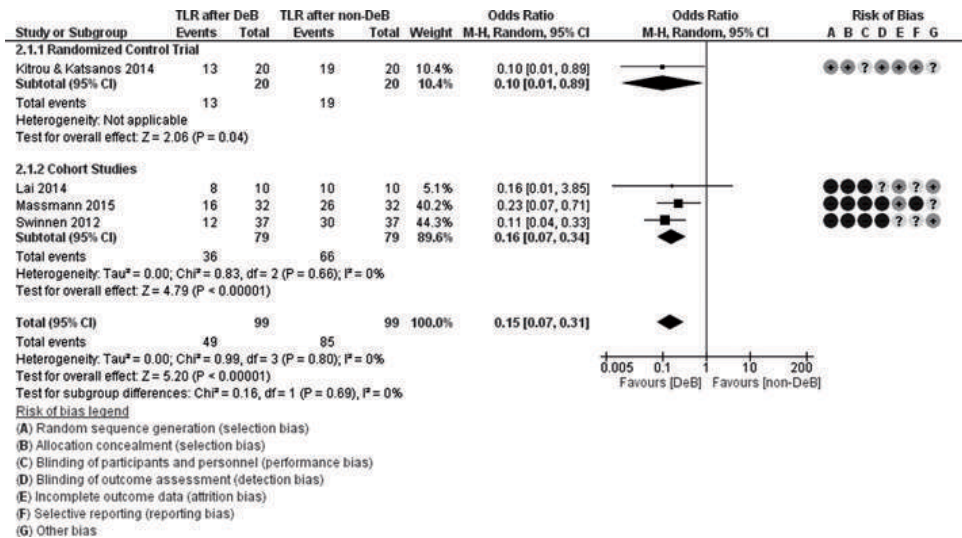 TLR after DeB TLR after non-DeB Odds Ratio Odds Ratio Risk of Bias
Study or Subgroup Events Total Events Total Weight M-H, Random, 95% CI M-H, Random, 95% CI A B C D E F G
2.1.1 Randomized Control Trial
Kitrou & Katsanos 2014 13 20 19 20 10.4% 0.10 [0.01, 0.89] + + ? + + + ?
Subtotal (95% CI) 20 20 10.4% 0.10 [0.01, 0.89]
Total events 13 19
Heterogeneity: Not applicable
Test for overall effect: Z = 2.06 (P = 0.04)
2.1.2 Cohort Studies
Lai 2014 8 10 10 10 5.1% 0.16 [0.01, 3.85] ? + ? +
Massmann 2015 16 32 26 32 40.2% 0.23 [0.07, 0.71] + ?
Swinnen 2012 12 37 30 37 44.3% 0.11 [0.04, 0.33] ? ? +
Subtotal (95% CI) 79 79 89.6% 0.16 [0.07, 0.34]
Total events 36 66
Heterogeneity: Tau² = 0.00; Chi² = 0.83, df = 2 (P = 0.66); I² = 0%
Test for overall effect: Z = 4.79 (P < 0.00001)
Total (95% CI) 99 99 100.0% 0.15 [0.07, 0.31]
Total events 49 85
Heterogeneity: Tau² = 0.00; Chi² = 0.99, df = 3 (P = 0.80); I² = 0%
Test for overall effect: Z = 5.20 (P < 0.00001)
Test for subgroup differences: Chi² = 0.16, df = 1 (P = 0.69), I² = 0%
0.005 0.1 1 10 200
Favours [DeB] Favours [non-DeB]
Risk of bias legend
(A) Random sequence generation (selection bias)
(B) Allocation concealment (selection bias)
(C) Blinding of participants and personnel (performance bias)
(D) Blinding of outcome assessment (detection bias)
(E) Incomplete outcome data (attrition bias)
(F) Selective reporting (reporting bias)
(G) Other bias